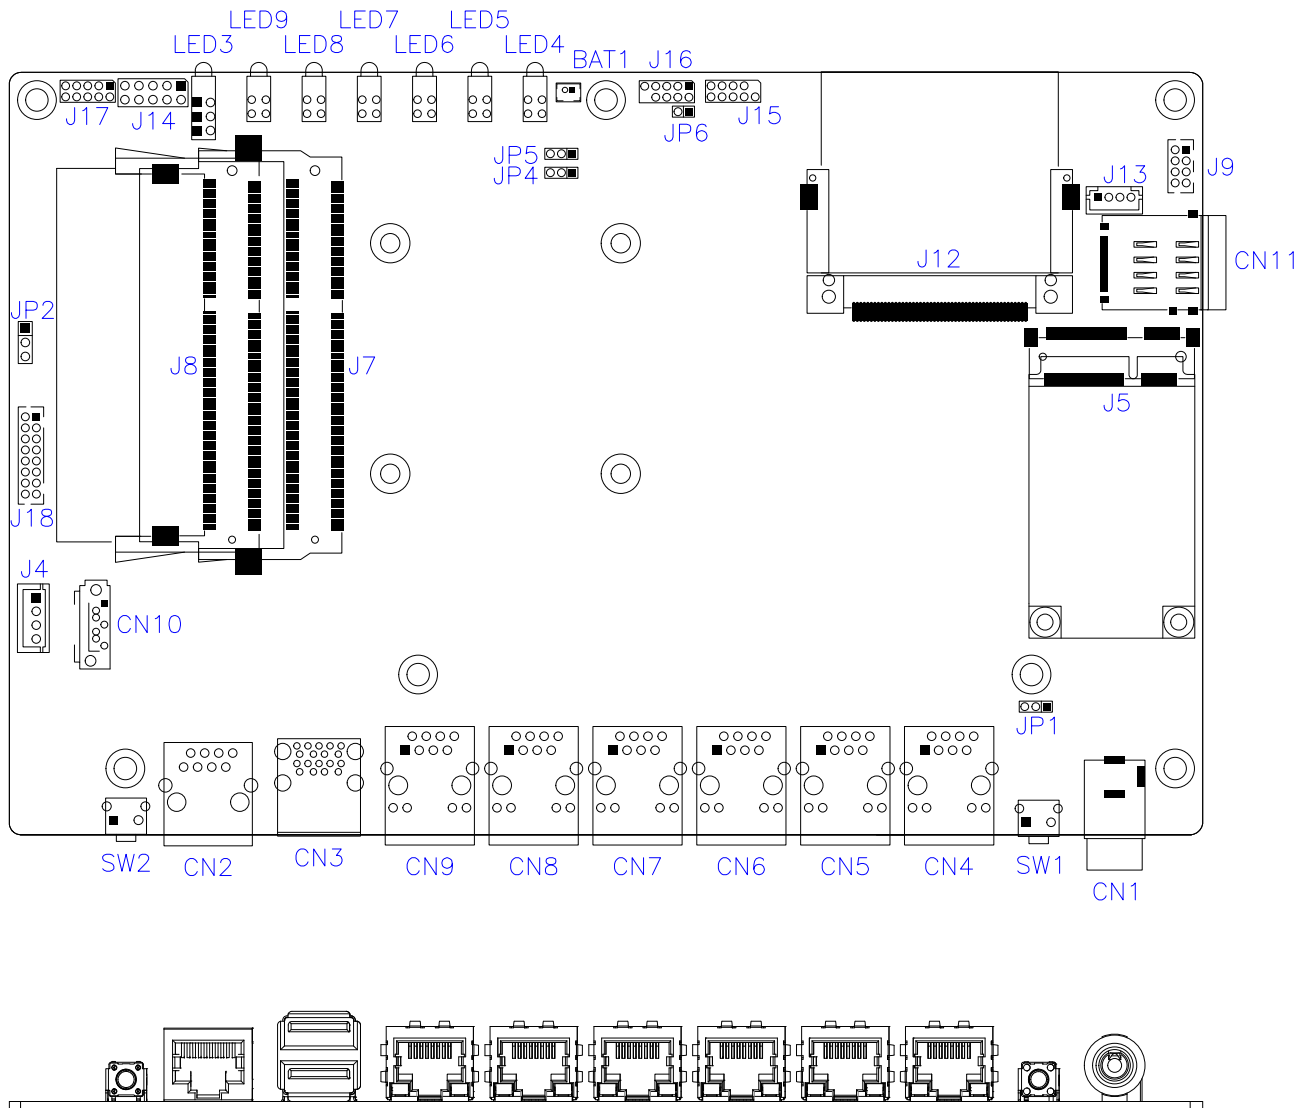 LED9 LED7 LED5
LED3 LED8 LED6 LED4 BAT1 J16
J17 J14 J15
JP6
JP5
JP4
J13 J9
J12 CN11
JP2
J8 J7
J5
J18
J4
CN10
JP1
SW2 CN2 CN3 CN9 CN8 CN7 CN6 CN5 CN4 SW1
CN1